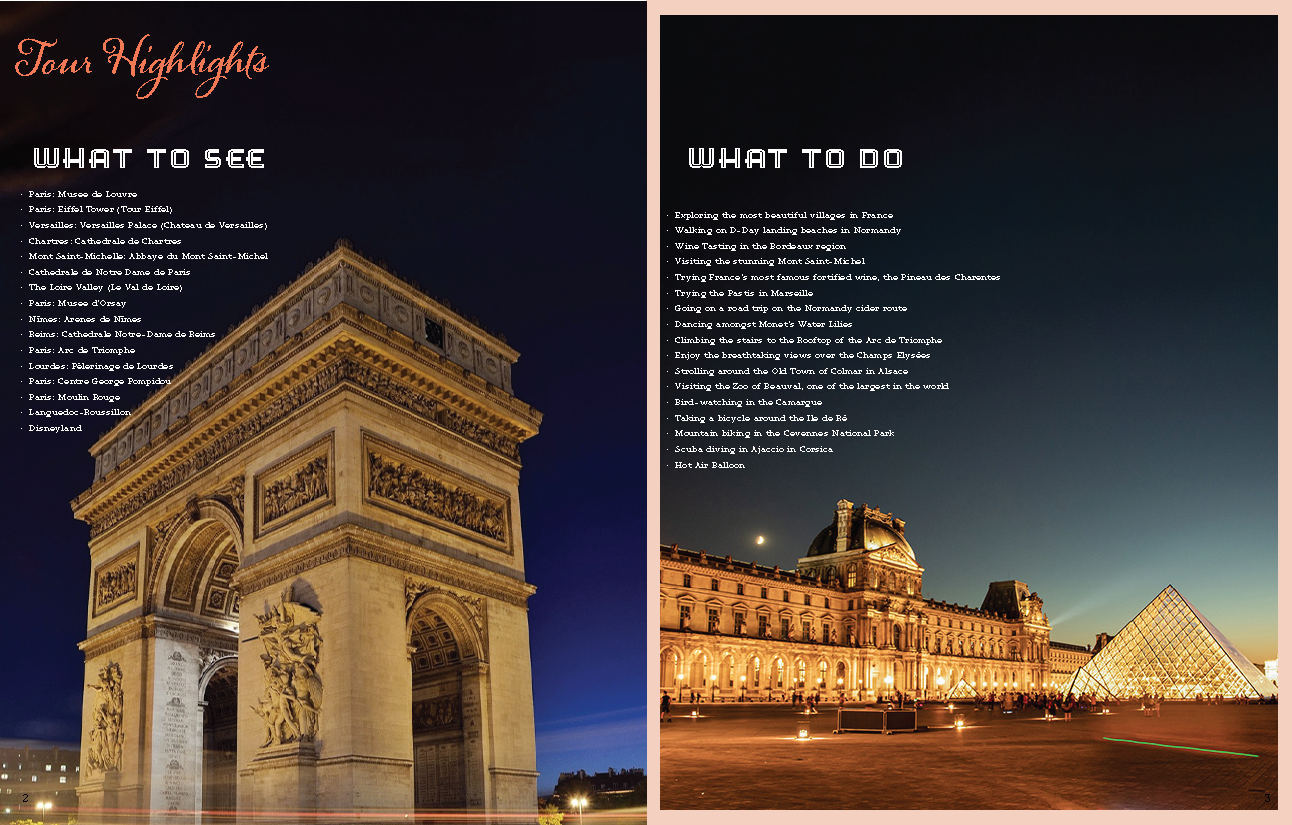 Tour Highlights
WHAT TO SEE
· Paris: Musee de Louvre
· Paris: Eiffel Tower (Tour Eiffel)
· Versailles: Versailles Palace (Chateau de Versailles)
· Chartres: Cathedrale de Chartres
· Mont Saint-Michelle: Abbaye du Mont Saint-Michel
· Cathedrale de Notre Dame de Paris
· The Loire Valley (Le Val de Loire)
· Paris: Musee d'Orsay
· Nîmes: Arenes de Nîmes
· Reims: Cathedrale Notre-Dame de Reims
· Paris: Arc de Triomphe
· Lourdes: Pèlerinage de Lourdes
· Paris: Centre George Pompidou
· Paris: Moulin Rouge
· Languedoc-Roussillon
· Disneyland
2
WHAT TO DO
· Exploring the most beautiful villages in France
· Walking on D-Day landing beaches in Normandy
· Wine Tasting in the Bordeaux region
· Visiting the stunning Mont Saint-Michel
· Trying France's most famous fortified wine, the Pineau des Charentes
· Trying the Pastis in Marseille
· Going on a road trip on the Normandy cider route
· Dancing amongst Monet's Water Lilies
· Climbing the stairs to the Rooftop of the Arc de Triomphe
· Enjoy the breathtaking views over the Champs Elysées
· Strolling around the Old Town of Colmar in Alsace
· Visiting the Zoo of Beauval, one of the largest in the world
· Bird-watching in the Camargue
· Taking a bicycle around the Ile de Ré
· Mountain biking in the Cevennes National Park
· Scuba diving in Ajaccio in Corsica
· Hot Air Balloon
3